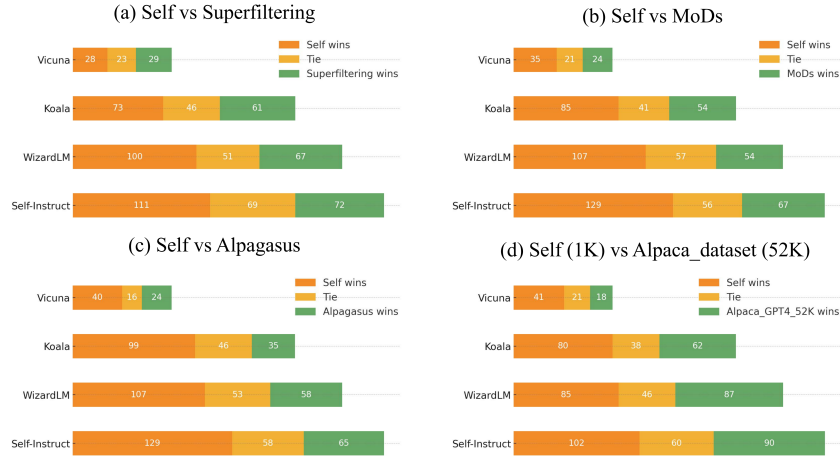 (a) Self vs Superfiltering
Self wins
Tie
Superfiltering wins
Vicuna 28 23 29
Koala 73 46 61
WizardLM 100 51 67
Self-Instruct 111 69 72
(b) Self vs MoDs
Self wins
Tie
MoDs wins
Vicuna 35 21 24
Koala 85 41 54
WizardLM 107 57 54
Self-Instruct 129 56 67
(c) Self vs Alpagasus
Self wins
Tie
Alpagasus wins
Vicuna 40 16 24
Koala 99 46 35
WizardLM 107 53 58
Self-Instruct 129 58 65
(d) Self (1K) vs Alpaca_dataset (52K)
Self wins
Tie
Alpaca_GPT4_52K wins
Vicuna 41 21 18
Koala 80 38 62
WizardLM 85 46 87
Self-Instruct 102 60 90